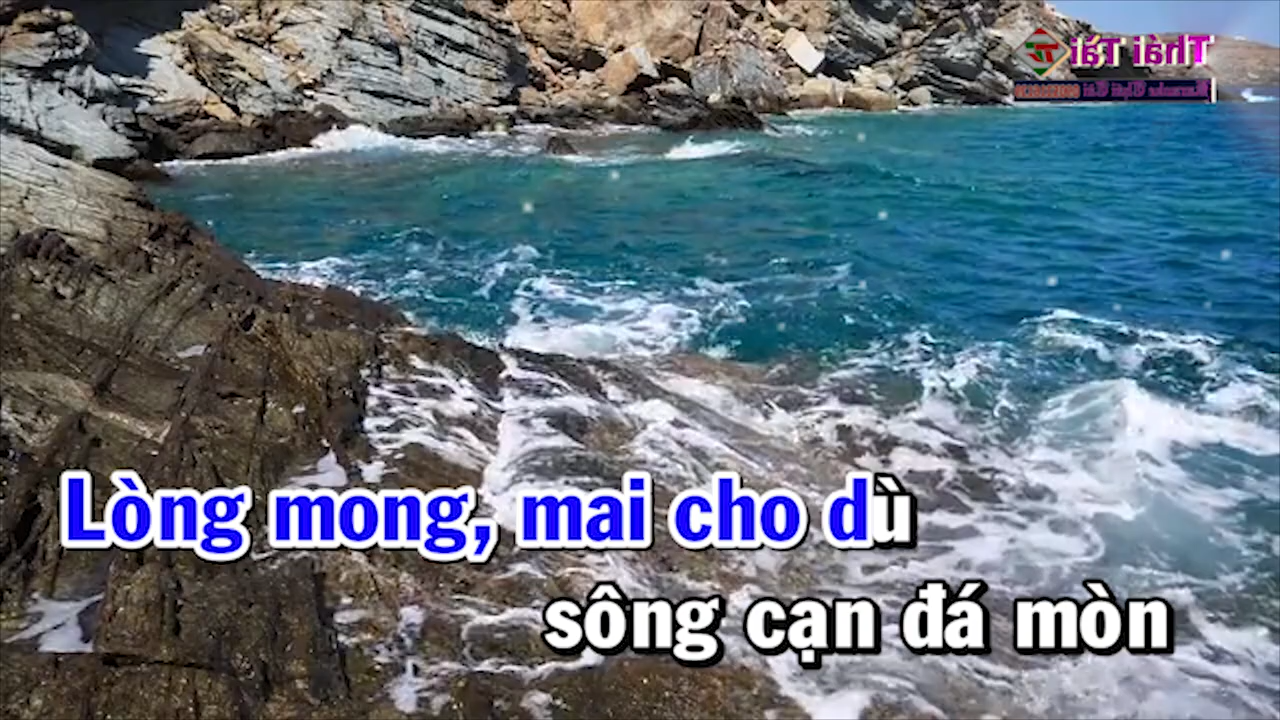 Thái Tài
Lòng mong, mai cho dù
sông cạn đá mòn